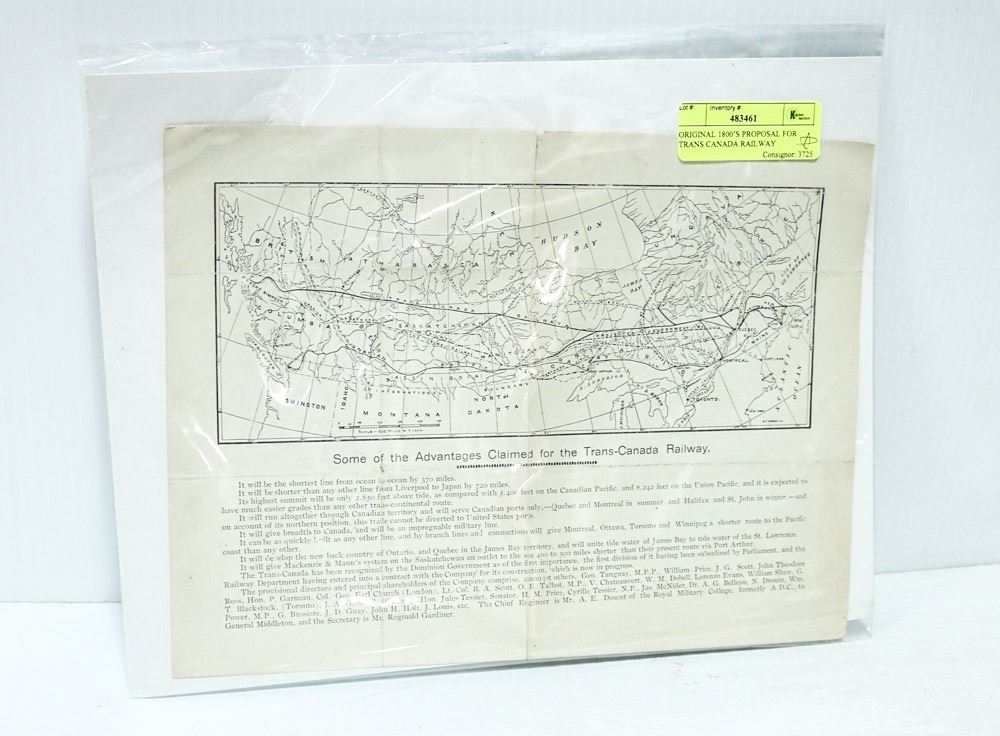 Lot #:
Inventory #:
483461
ORIGINAL 1800'S PROPOSAL FOR
TRANS CANADA RAILWAY
Consignor: 3725
HUDSON
BAY
BRITISH
ATHABASCA
COLUMBIA
SASKATCHEWAN
JAMES
BAY
QUEBEC
MONTREAL
PORTLAND
TORONTO
SUPERIOR
ATLANTIC
OCEAN
INTERNATIONAL
BOUNDARY
SHINGTON
IDAHO
MONTANA
NORTH
DAKOTA
Some of the Advantages Claimed for the Trans-Canada Railway.
It will be the shortest line from ocean to ocean by 370 miles.
It will be shorter than any other line from Liverpool to Japan by 720 miles.
Its highest summit will be only 2,850 feet above tide, as compared with 5,400 feet on the Canadian Pacific, and 8,242 feet on the Union Pacific, and it is expected to
have much easier grades than any other trans-continental route.
It will run altogether through Canadian territory and will serve Canadian ports only,—Quebec and Montreal in summer, and Halifax and St. John in winter—and
on account of its northern position, this trade cannot be diverted to United States ports.
It will give breadth to Canada, and will be an impregnable military line.
It can be as quickly built as any other line, and by branch lines and connections will give Montreal, Ottawa, Toronto and Winnipeg a shorter route to the Pacific
coast than any other.
It will develop the new back country of Ontario, and Quebec in the James Bay territory, and will unite tide water of James Bay to tide water of the St. Lawrence.
It will give Mackenzie & Mann's system on the Saskatchewan an outlet to the sea 400 to 500 miles shorter than their present route via Port Arthur.
The Trans-Canada has been recognized by the Dominion Government as of the first importance, the first division of it having been subsidized by Parliament, and the
Railway Department having entered into a contract with the Company for its construction, which is now in progress.
The provisional directors and principal shareholders of the Company comprise, amongst others, Gen. Tanguay, M.P.P., William Price, J. G. Scott, John Theodore
Ross, Hon. P. Garneau, Col. Geo. Earl Church (London), Lt.-Col. B. A. Scott, O. E. Talbot, M.P., V. Chateauvert, W. M. Dobell, Lorenzo Evans, William Shaw, G.
T. Blackstock, (Toronto), J. A. Hon. Jules Tessier, Senator, H. M. Price, Cyrille Tessier, N.P., Jas. McNider, Dr. A. G. Belleau, N. Drouin, Wm.
Power, M.P., G. Bussiere, J. D. Guay, John H. Holt, J. Louis, etc. The Chief Engineer is Mr. A. E. Doucet of the Royal Military College, formerly A.D.C. to
General Middleton, and the Secretary is Mr. Reginald Gardiner.